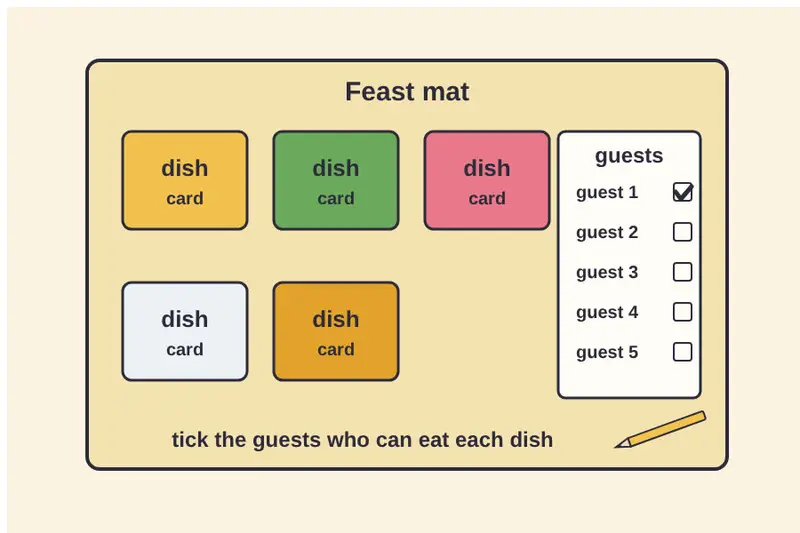 Feast mat
dish
card
dish
card
dish
card
guests
guest 1
guest 2
guest 3
guest 4
guest 5
dish
card
dish
card
tick the guests who can eat each dish